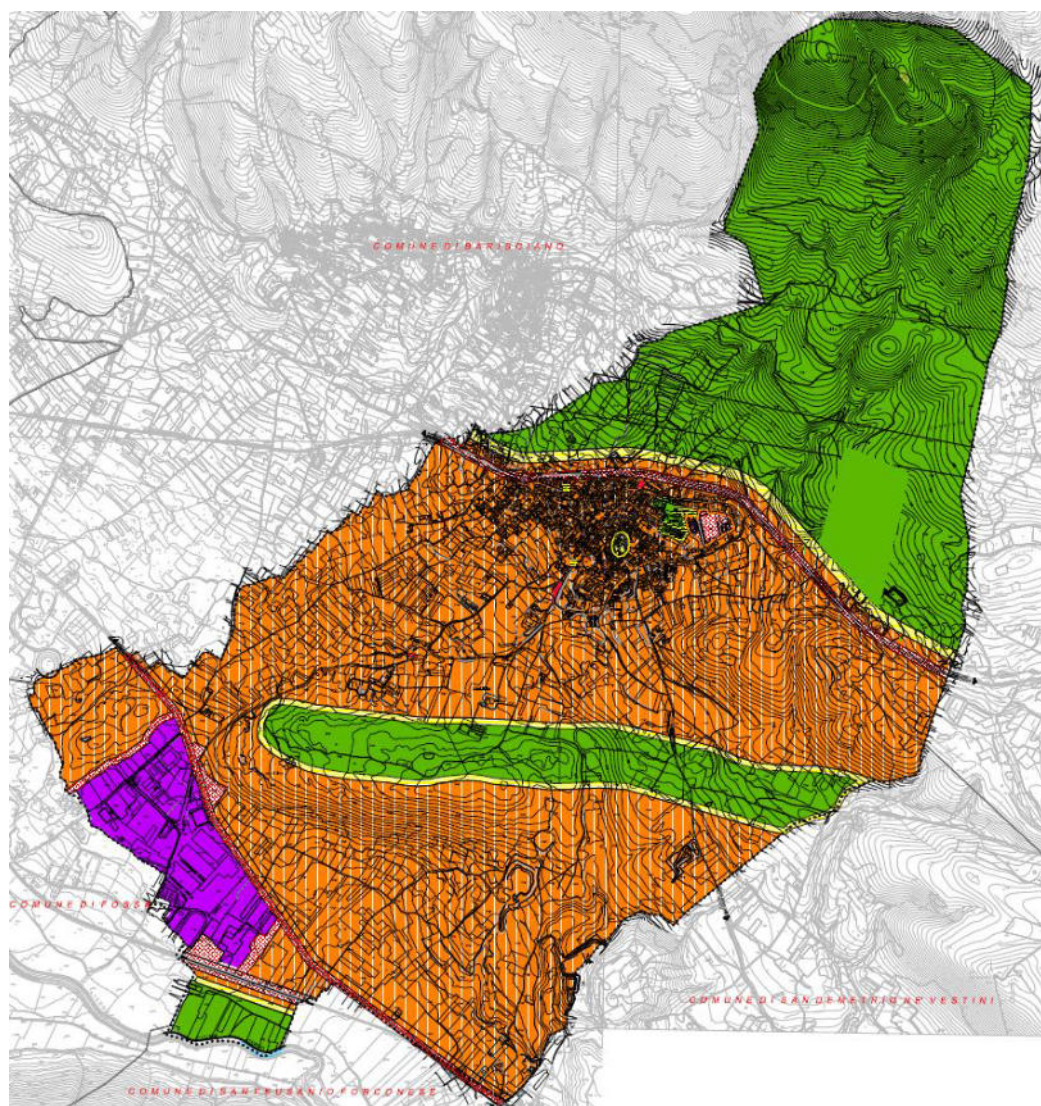 COMUNE DI BARISCIANO
COMUNE DI FOSSA
COMUNE DI SAN DEMETRIO NE VESTINI
COMUNE DI SANT'EUSANIO FORCONESE